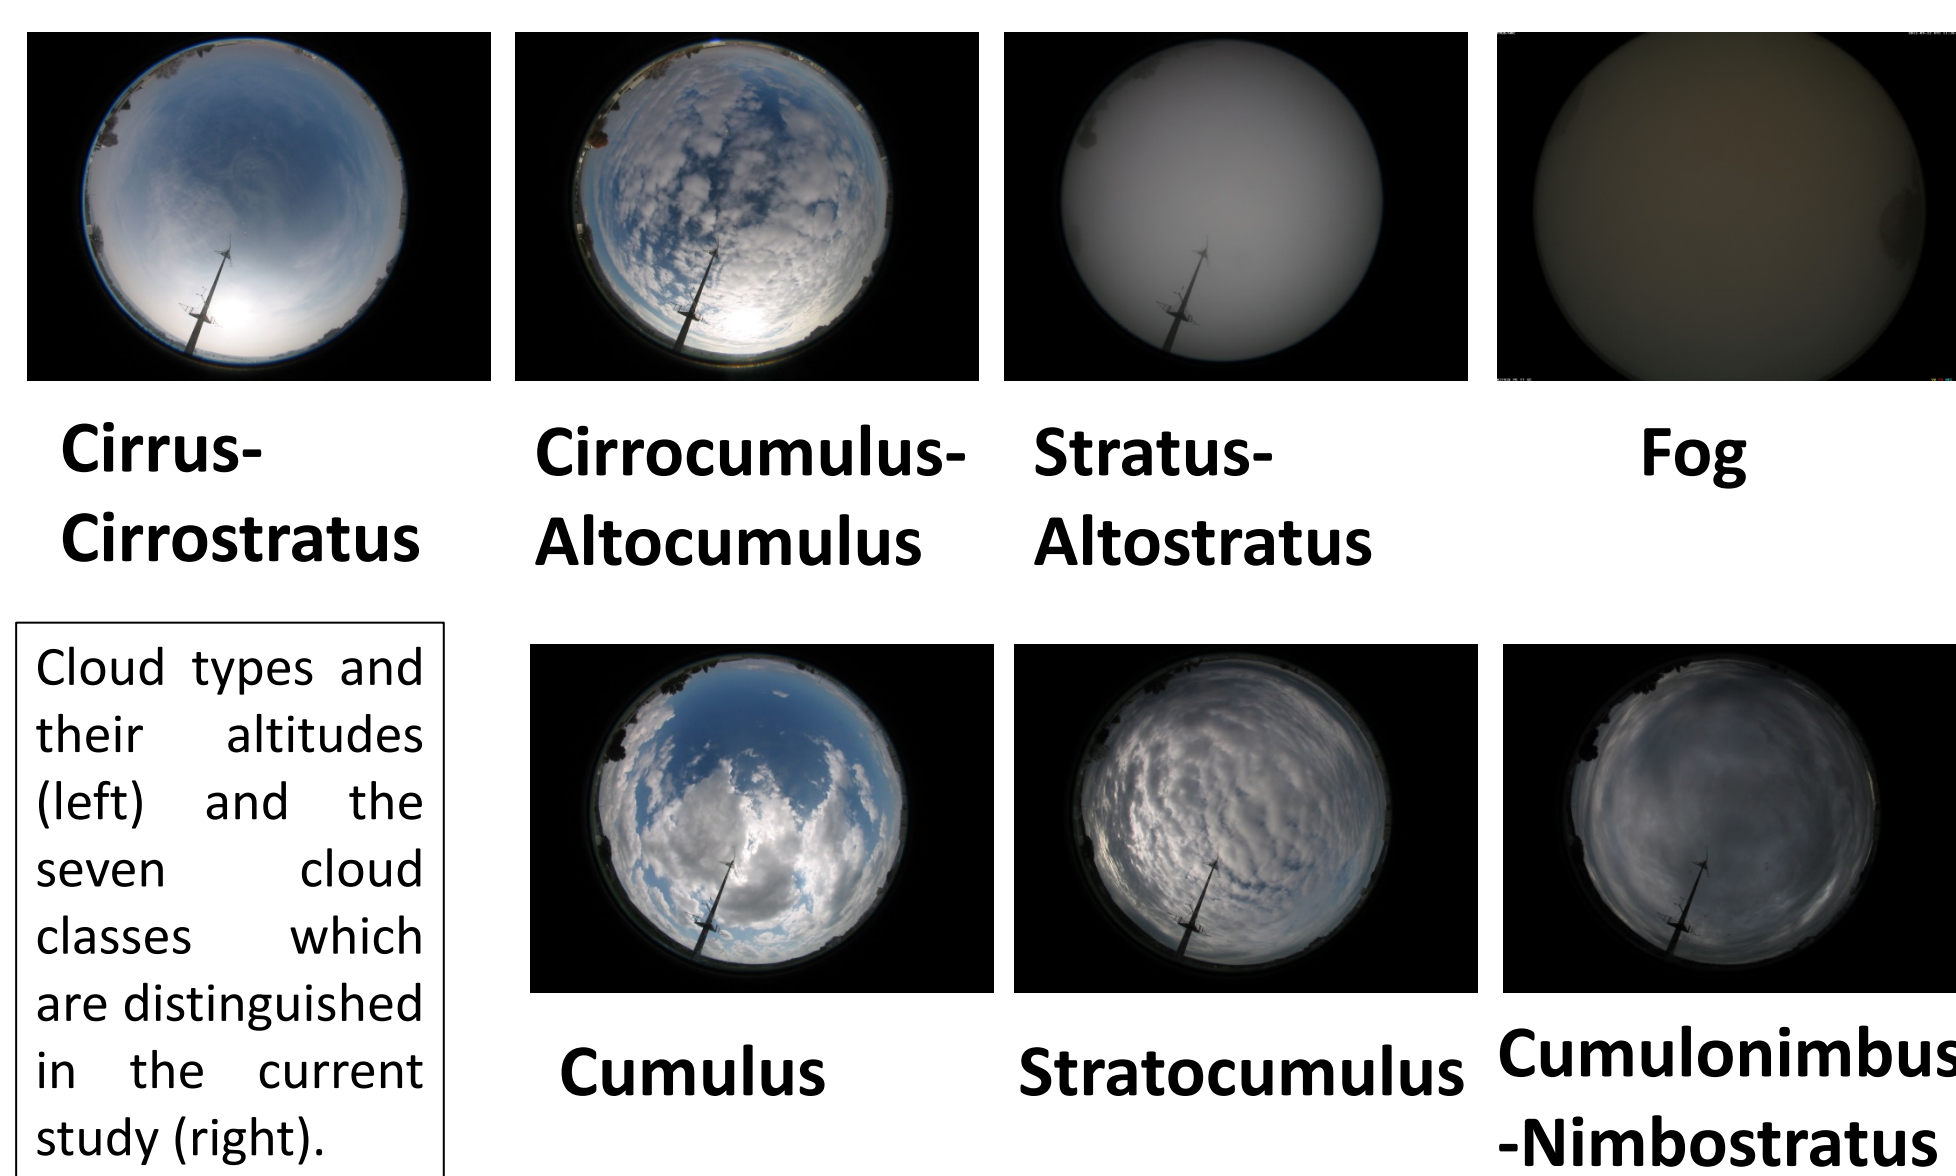 Cirrus-
Cirrostratus
Cirrocumulus-
Altocumulus
Stratus-
Altostratus
Fog
Cloud types and
their altitudes
(left) and the
seven cloud
classes which
are distinguished
in the current
study (right).
Cumulus
Stratocumulus
Cumulonimbus
-Nimbostratus